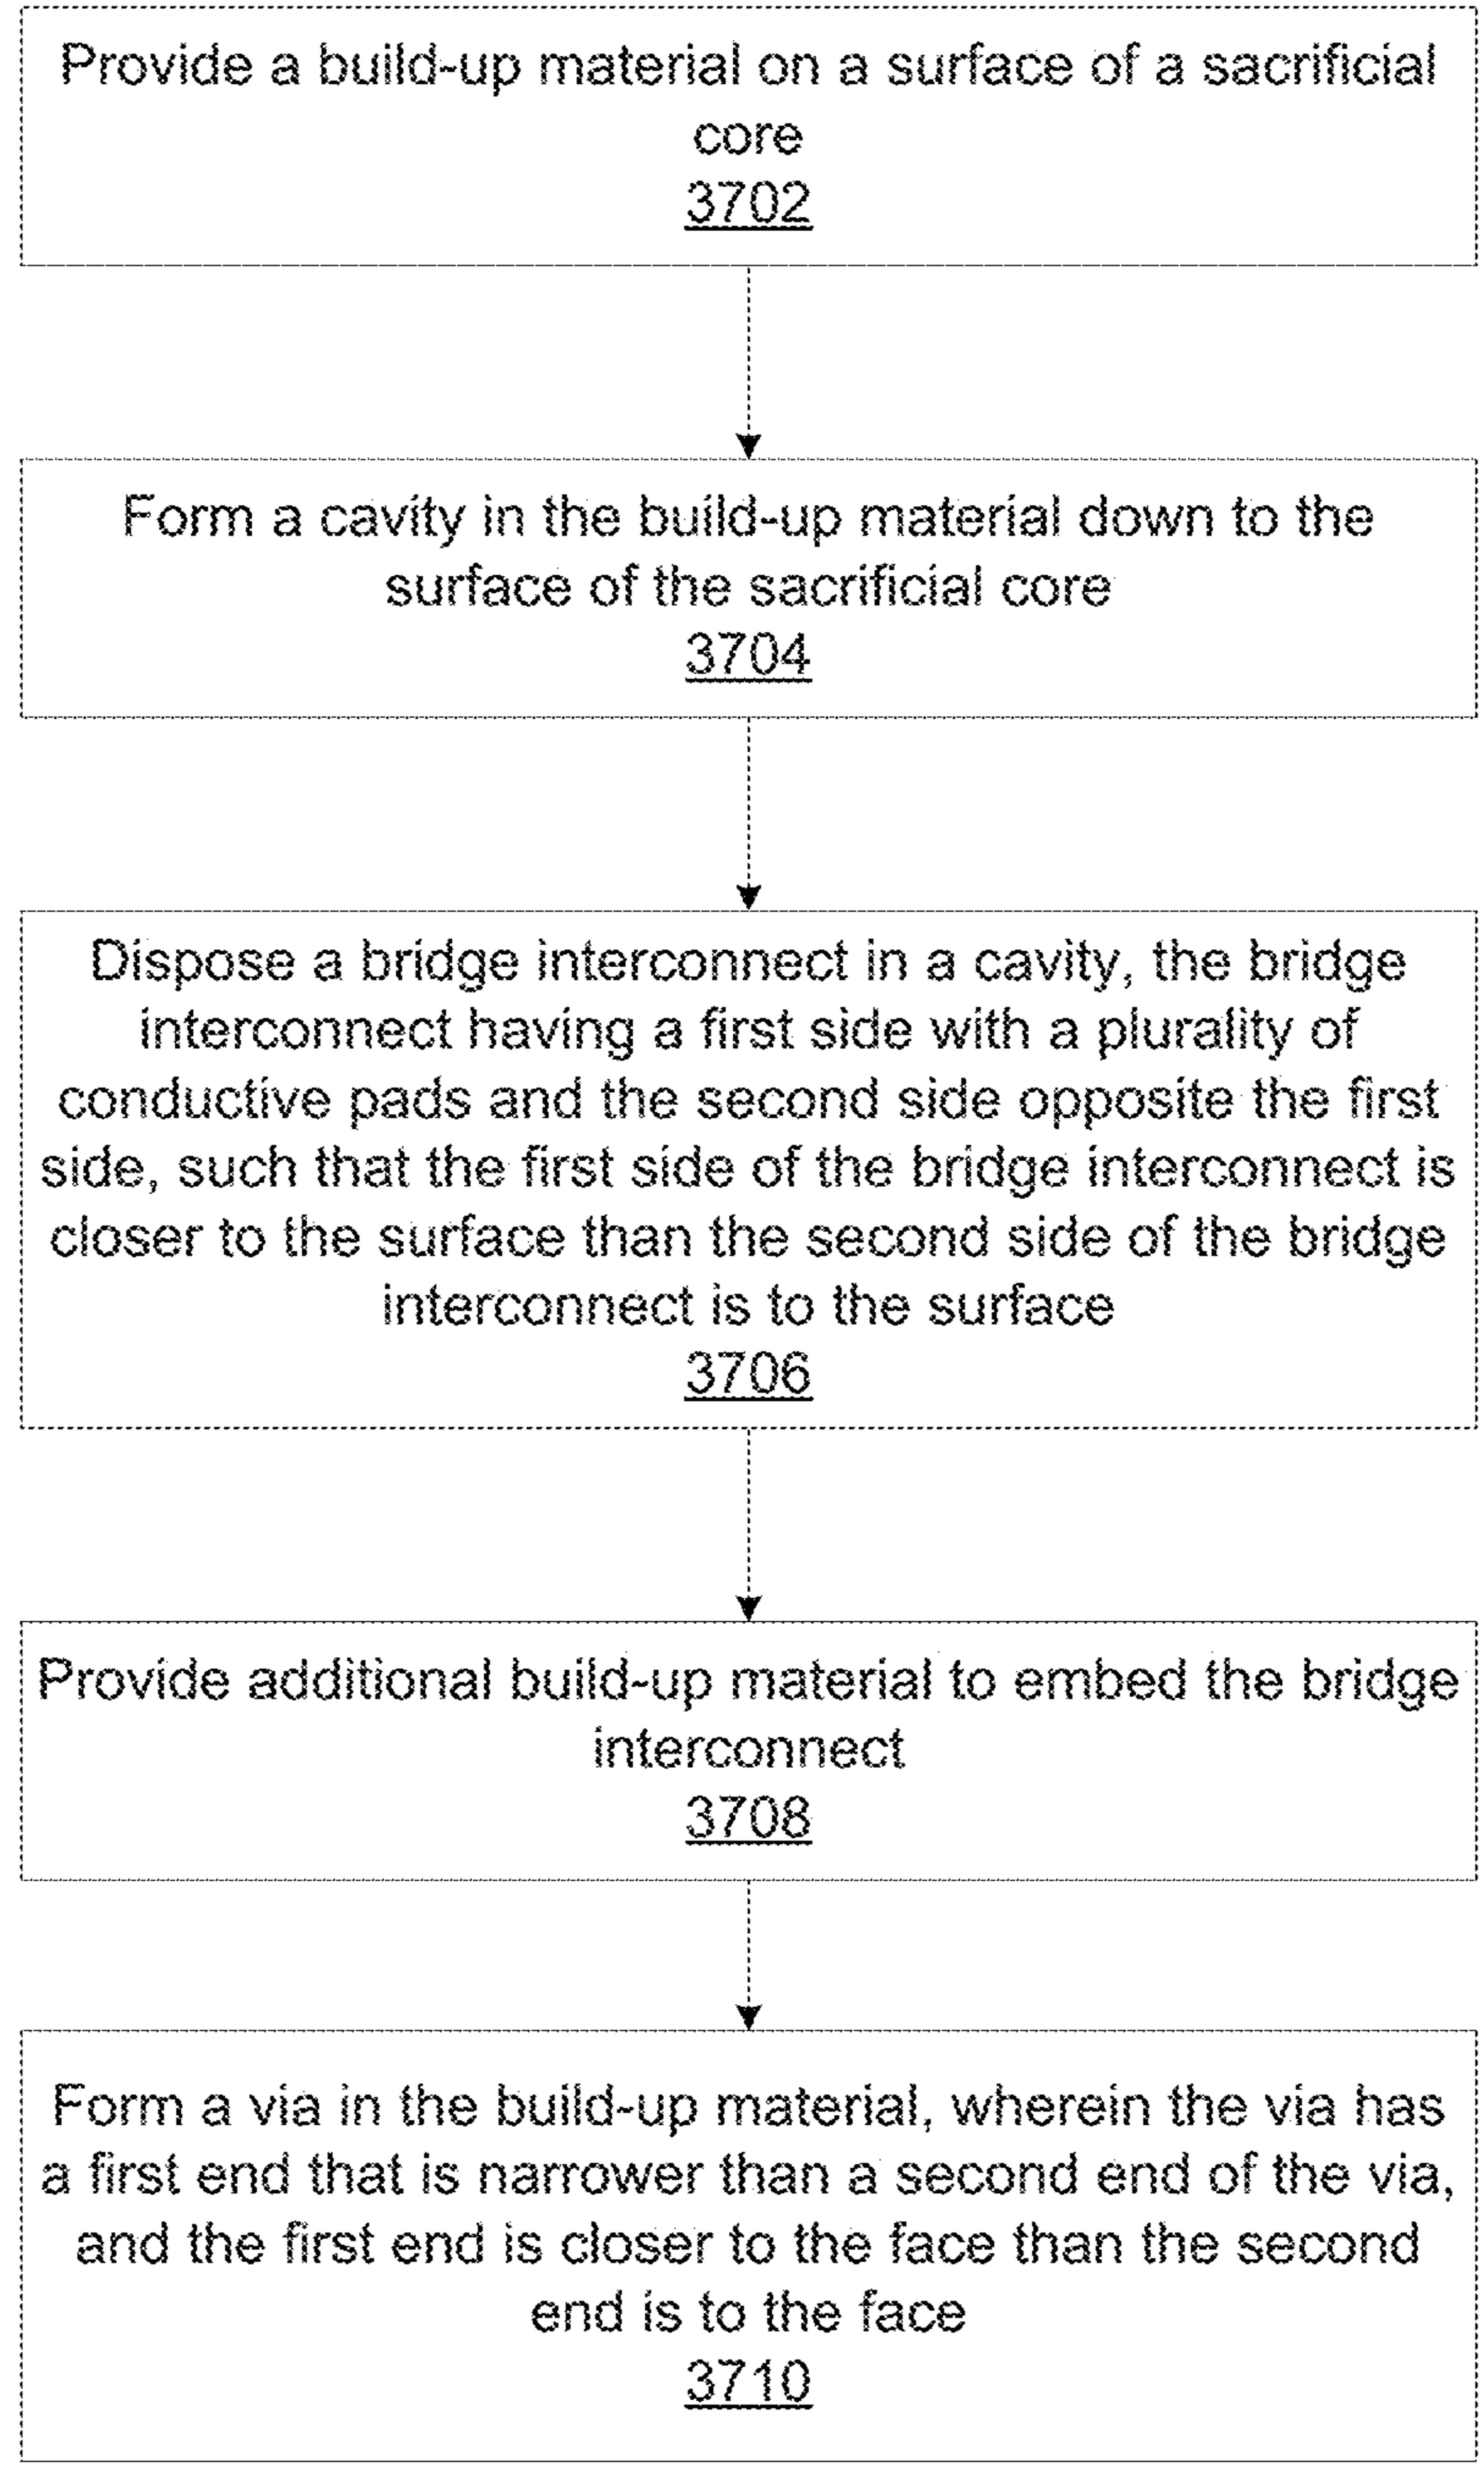 Provide a build-up material on a surface of a sacrificial
core
3702
Form a cavity in the build-up material down to the
surface of the sacrificial core
3704
Dispose a bridge interconnect in a cavity, the bridge
interconnect having a first side with a plurality of
conductive pads and the second side opposite the first
side, such that the first side of the bridge interconnect is
closer to the surface than the second side of the bridge
interconnect is to the surface
3706
Provide additional build-up material to embed the bridge
interconnect
3708
Form a via in the build-up material, wherein the via has
a first end that is narrower than a second end of the via,
and the first end is closer to the face than the second
end is to the face
3710